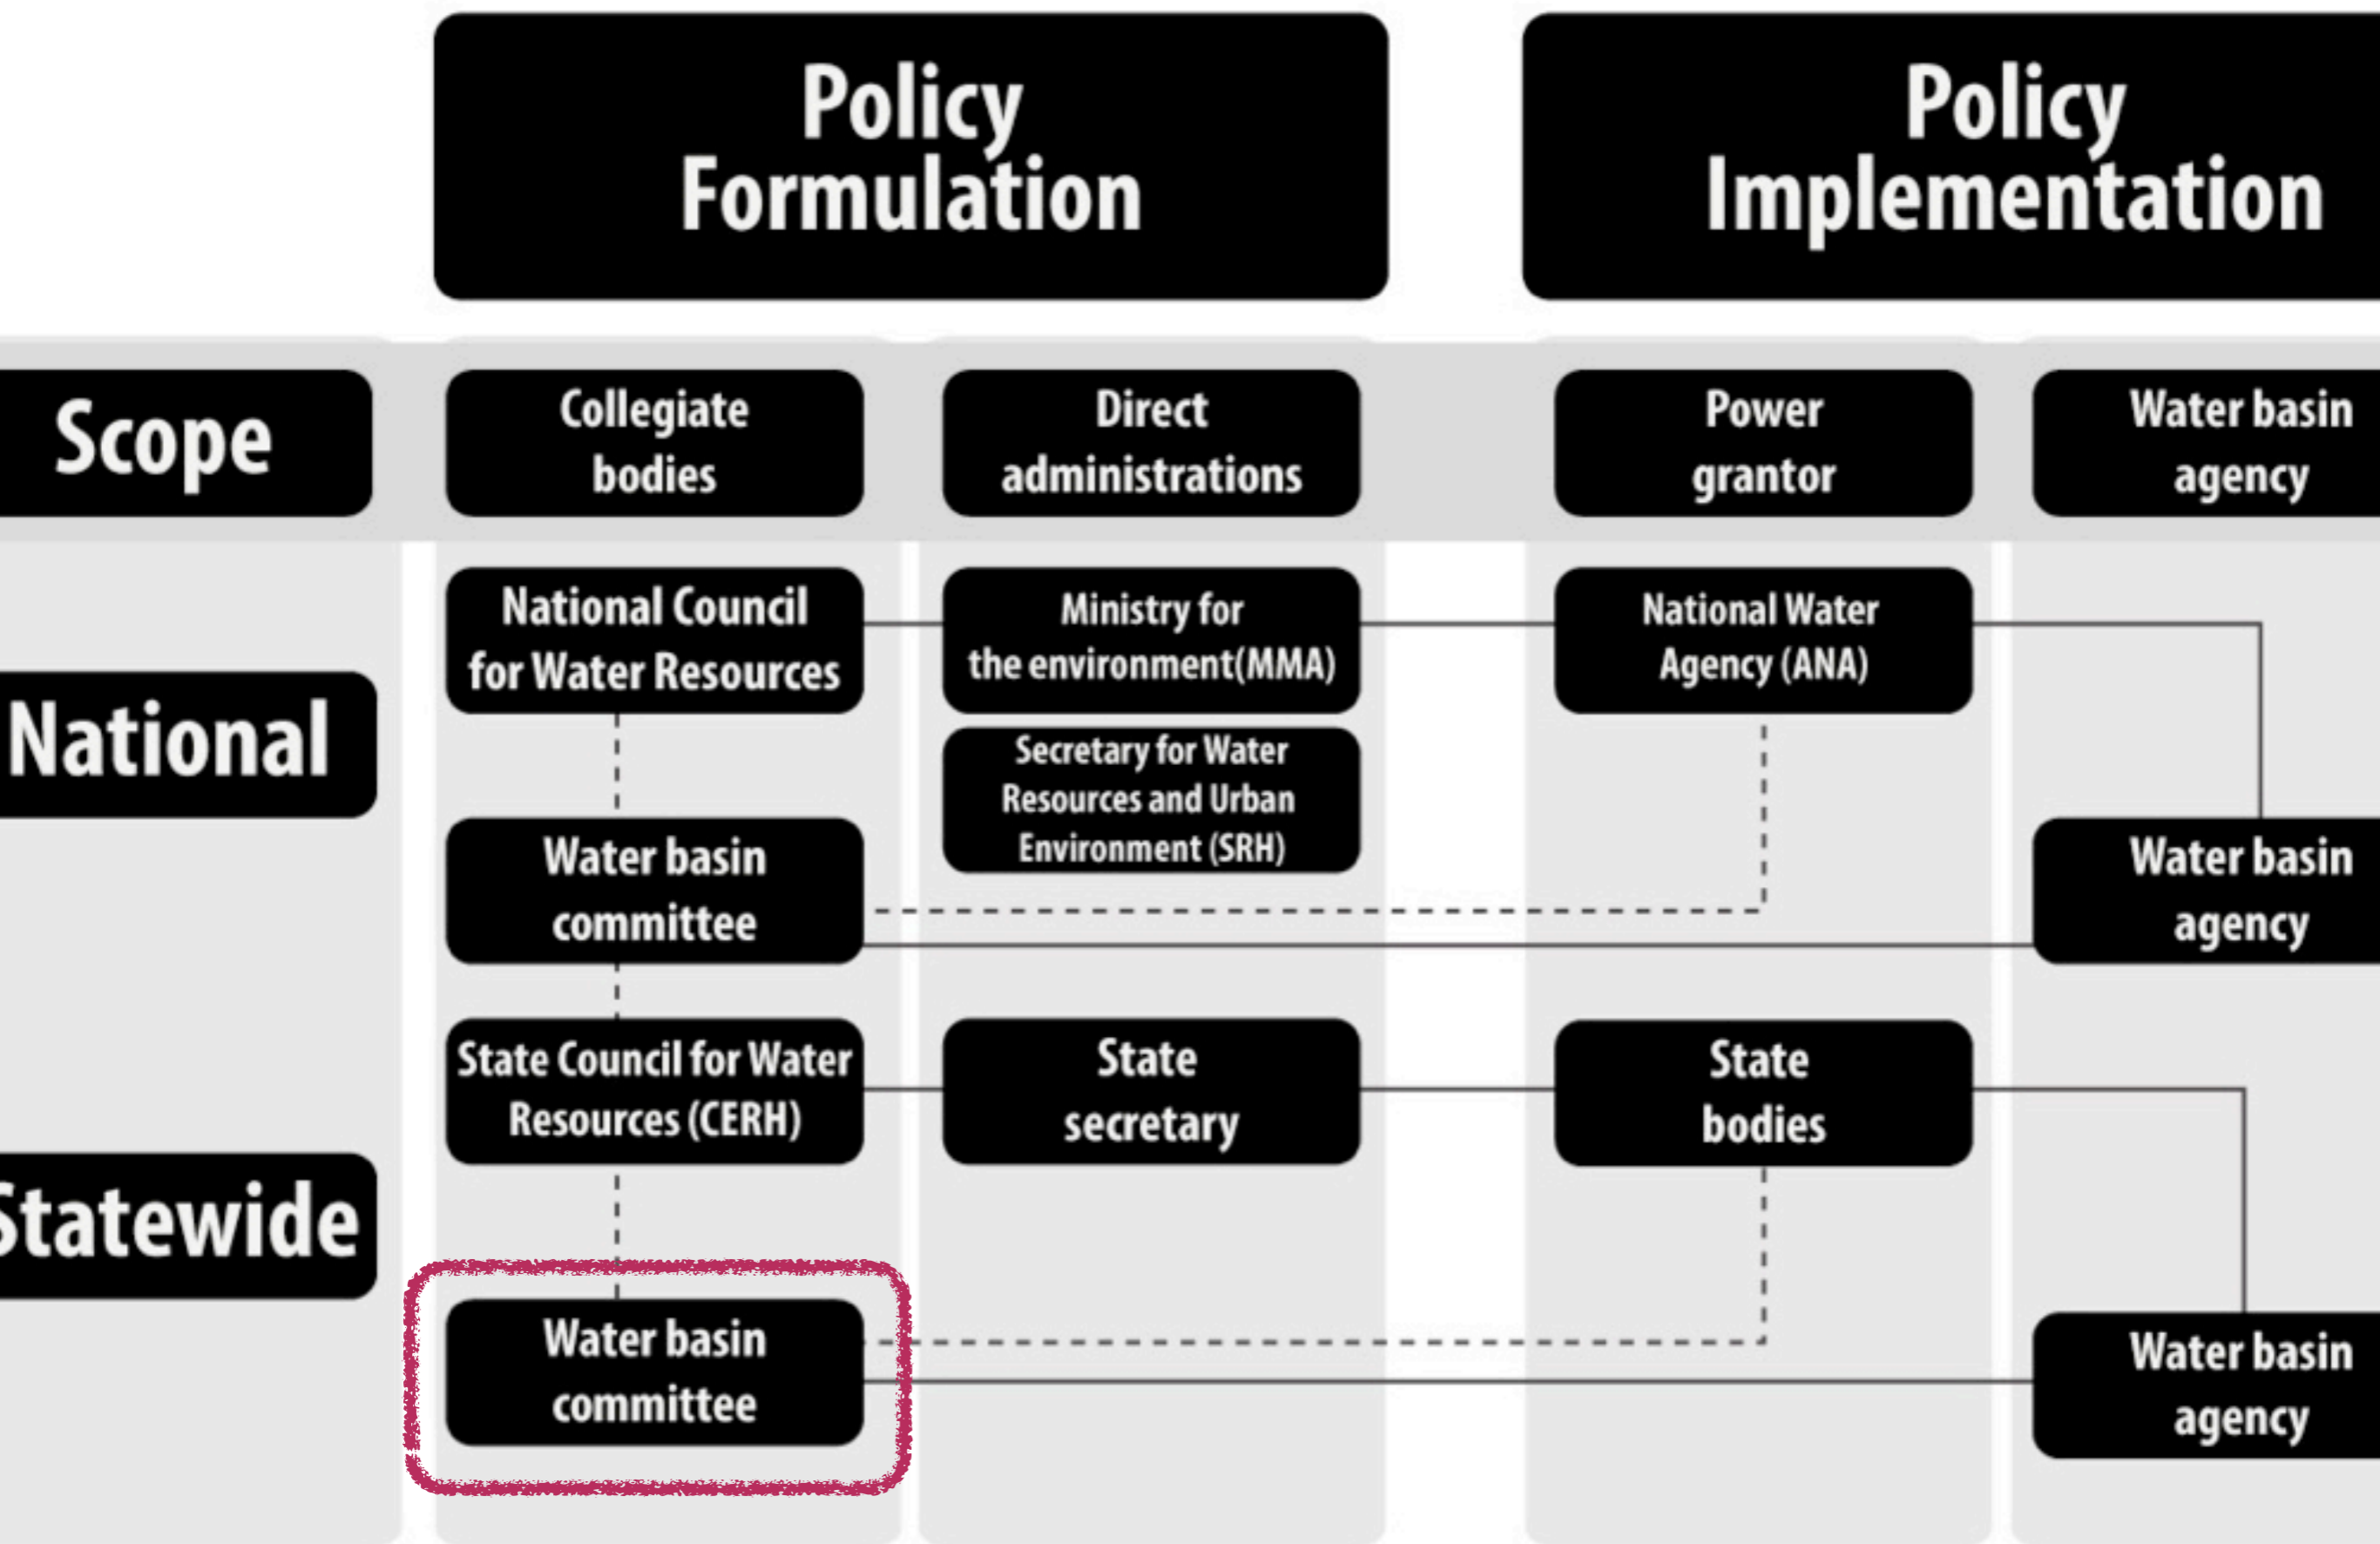 Policy
Formulation
Policy
Implementation
Scope
Collegiate
bodies
Direct
administrations
Power
grantor
Water basin
agency
National
National Council
for Water Resources
Ministry for
the environment(MMA)
National Water
Agency (ANA)
Secretary for Water
Resources and Urban
Environment (SRH)
Water basin
committee
Water basin
agency
Statewide
State Council for Water
Resources (CERH)
State
secretary
State
bodies
Water basin
committee
Water basin
agency